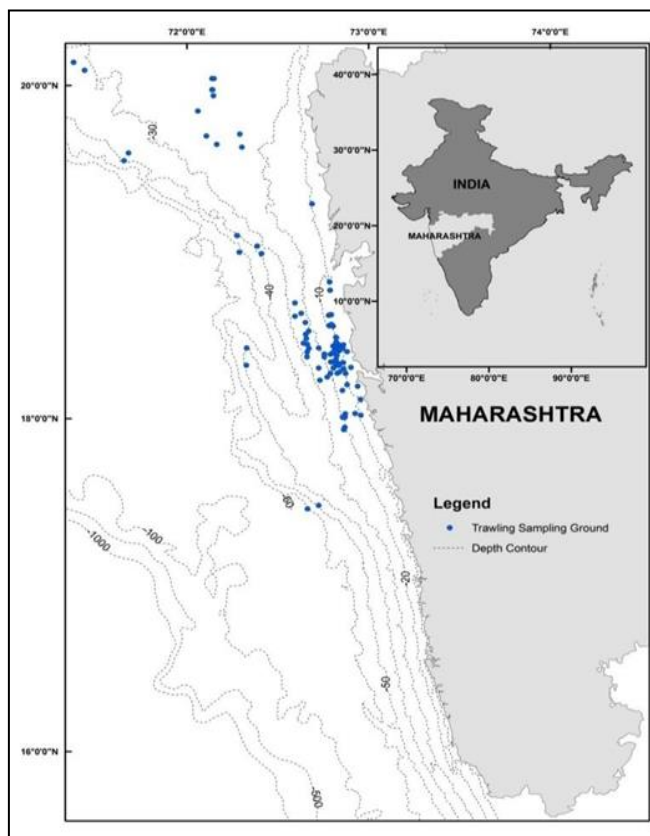 72°0'0"E
73°0'0"E
74°0'0"E
20°0'0"N
18°0'0"N
16°0'0"N
40°0'0"N
30°0'0"N
20°0'0"N
10°0'0"N
70°0'0"E
80°0'0"E
90°0'0"E
INDIA
MAHARASHTRA
-30
-40
-10
-60
-100
-1000
-20
-50
-500
MAHARASHTRA
Legend
Trawling Sampling Ground
Depth Contour